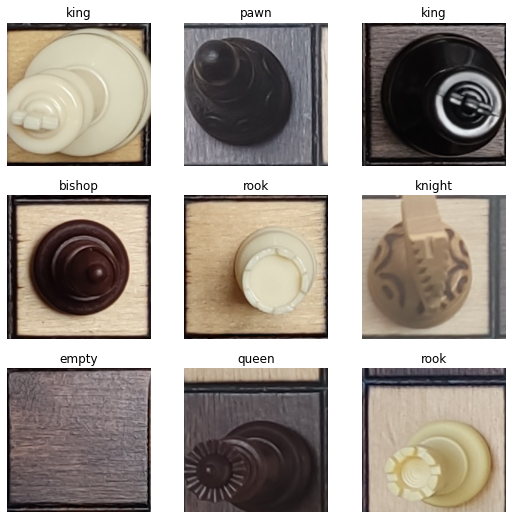 king
pawn
king
bishop
rook
knight
empty
queen
rook